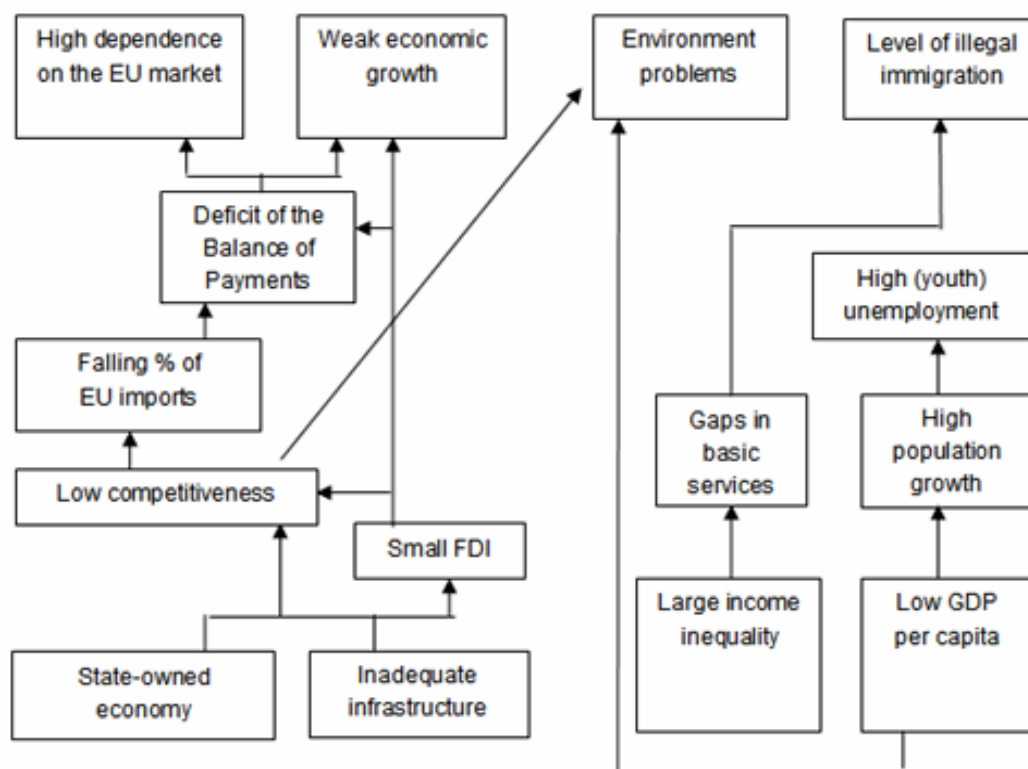 High dependence
on the EU market
Weak economic
growth
Environment
problems
Level of illegal
immigration
Deficit of the
Balance of
Payments
High (youth)
unemployment
Falling % of
EU imports
Gaps in
basic
services
High
population
growth
Low competitiveness
Small FDI
Large income
inequality
Low GDP
per capita
State-owned
economy
Inadequate
infrastructure